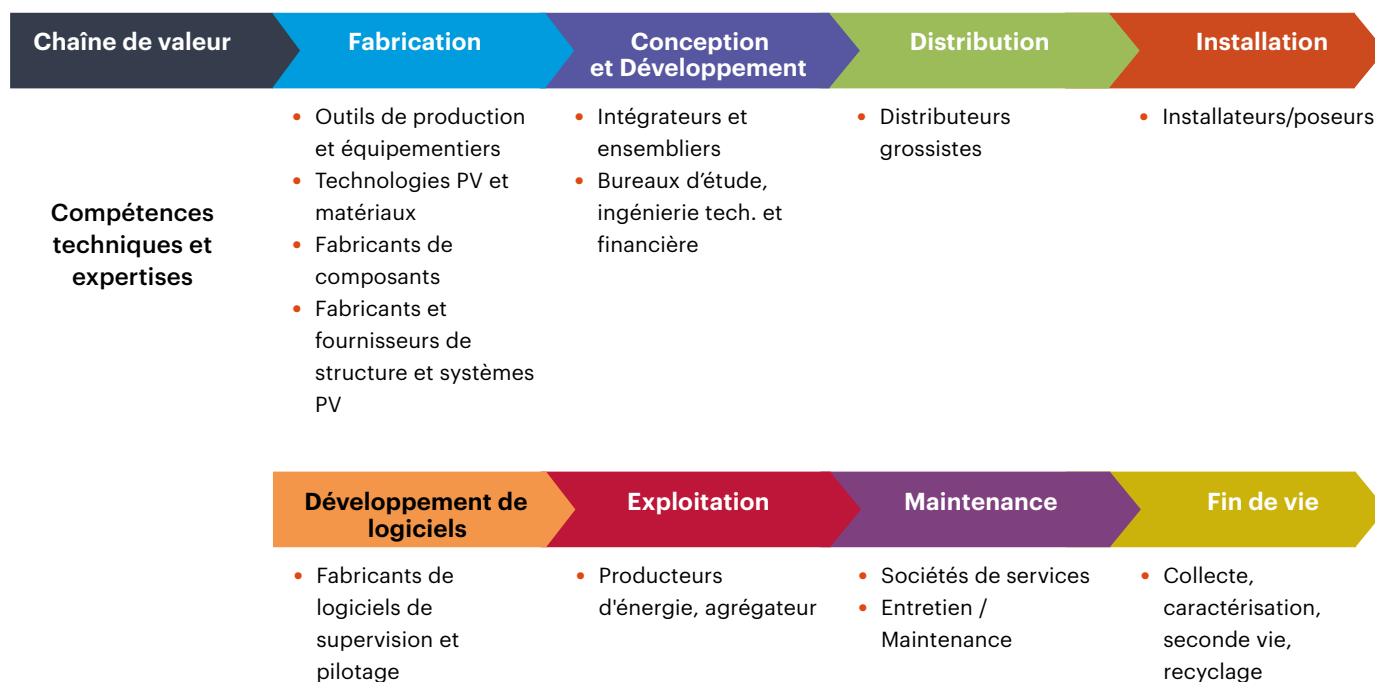 Chaîne de valeur
Fabrication
Conception
et Développement
Distribution
Installation
Compétences
techniques et
expertises
• Outils de production
et équipementiers
• Technologies PV et
matériaux
• Fabricants de
composants
• Fabricants et
fournisseurs de
structure et systèmes
PV
• Intégrateurs et
ensembliers
• Bureaux d’étude,
ingénierie tech. et
financière
• Distributeurs
grossistes
• Installateurs/poseurs
Développement de
logiciels
Exploitation
Maintenance
Fin de vie
• Fabricants de
logiciels de
supervision et
pilotage
• Producteurs
d'énergie, agrégateur
• Sociétés de services
• Entretien /
Maintenance
• Collecte,
caractérisation,
seconde vie,
recyclage